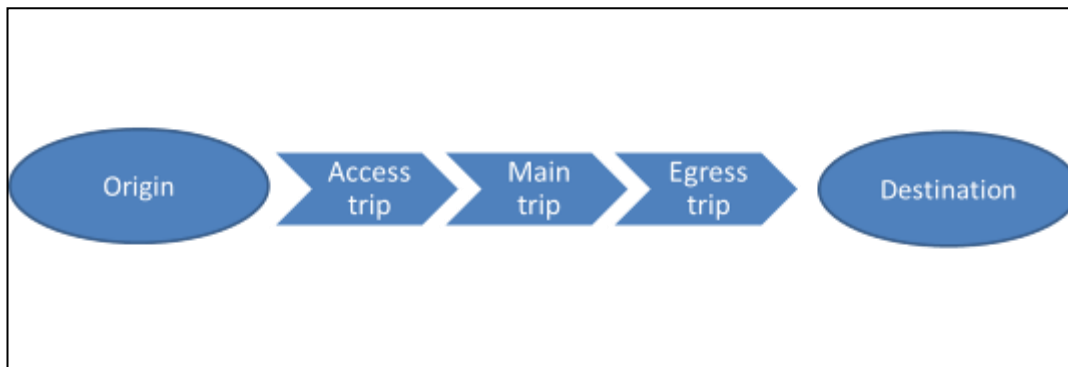 Origin
Access
trip
Main
trip
Egress
trip
Destination